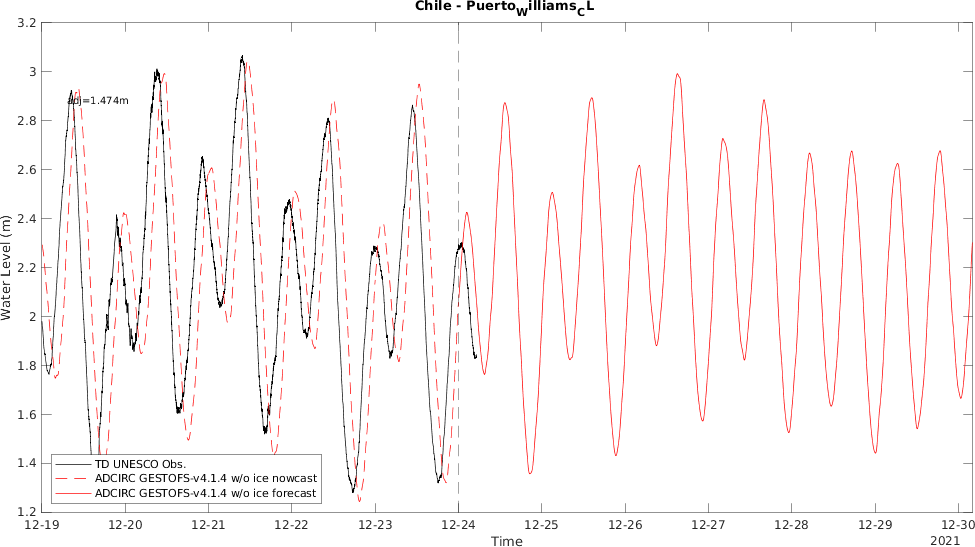 Chile - PuertoWilliamsCL
3.2
3
2.8
2.6
2.4
2.2
2
1.8
1.6
1.4
1.2
Water Level (m)
adj=1.474m
TD UNESCO Obs.
ADCIRC GESTOFS-v4.1.4 w/o ice nowcast
ADCIRC GESTOFS-v4.1.4 w/o ice forecast
12-19 12-20 12-21 12-22 12-23 12-24 12-25 12-26 12-27 12-28 12-29 12-30
Time
2021